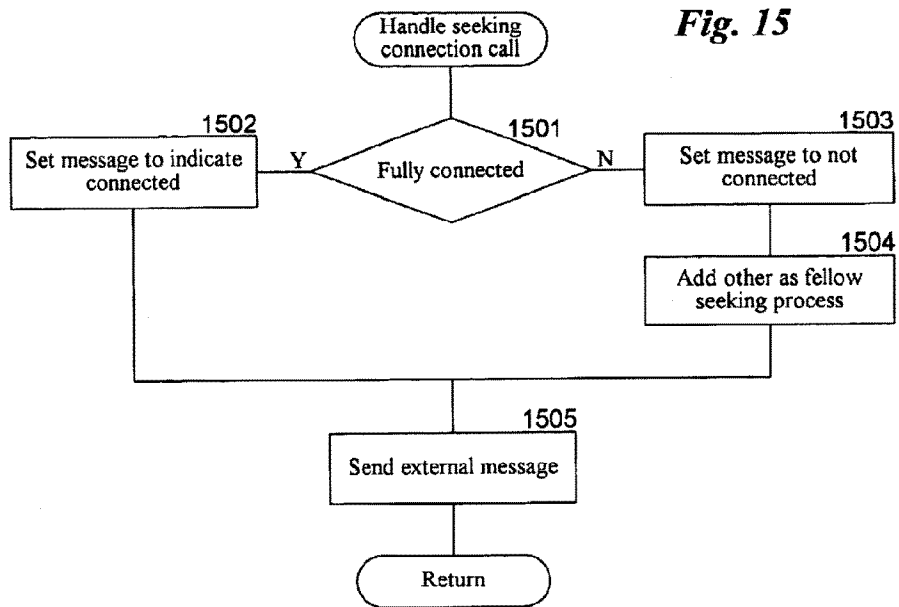 Fig. 15
Handle seeking
connection call
1501
Fully connected
Y
N
1502
Set message to indicate
connected
1503
Set message to not
connected
1504
Add other as fellow
seeking process
1505
Send external message
Return